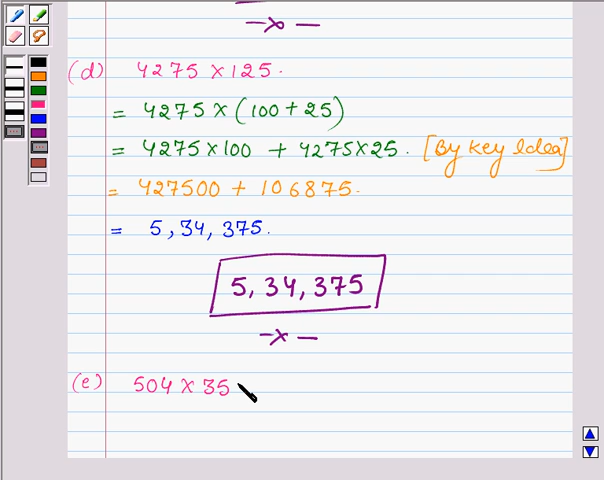 (d) 4275 × 125.
= 4275 × (100 + 25)
= 4275 × 100 + 4275 × 25. [By Key Idea]
= 427500 + 106875.
= 5,34,375.
5,34,375
(e) 504 × 35